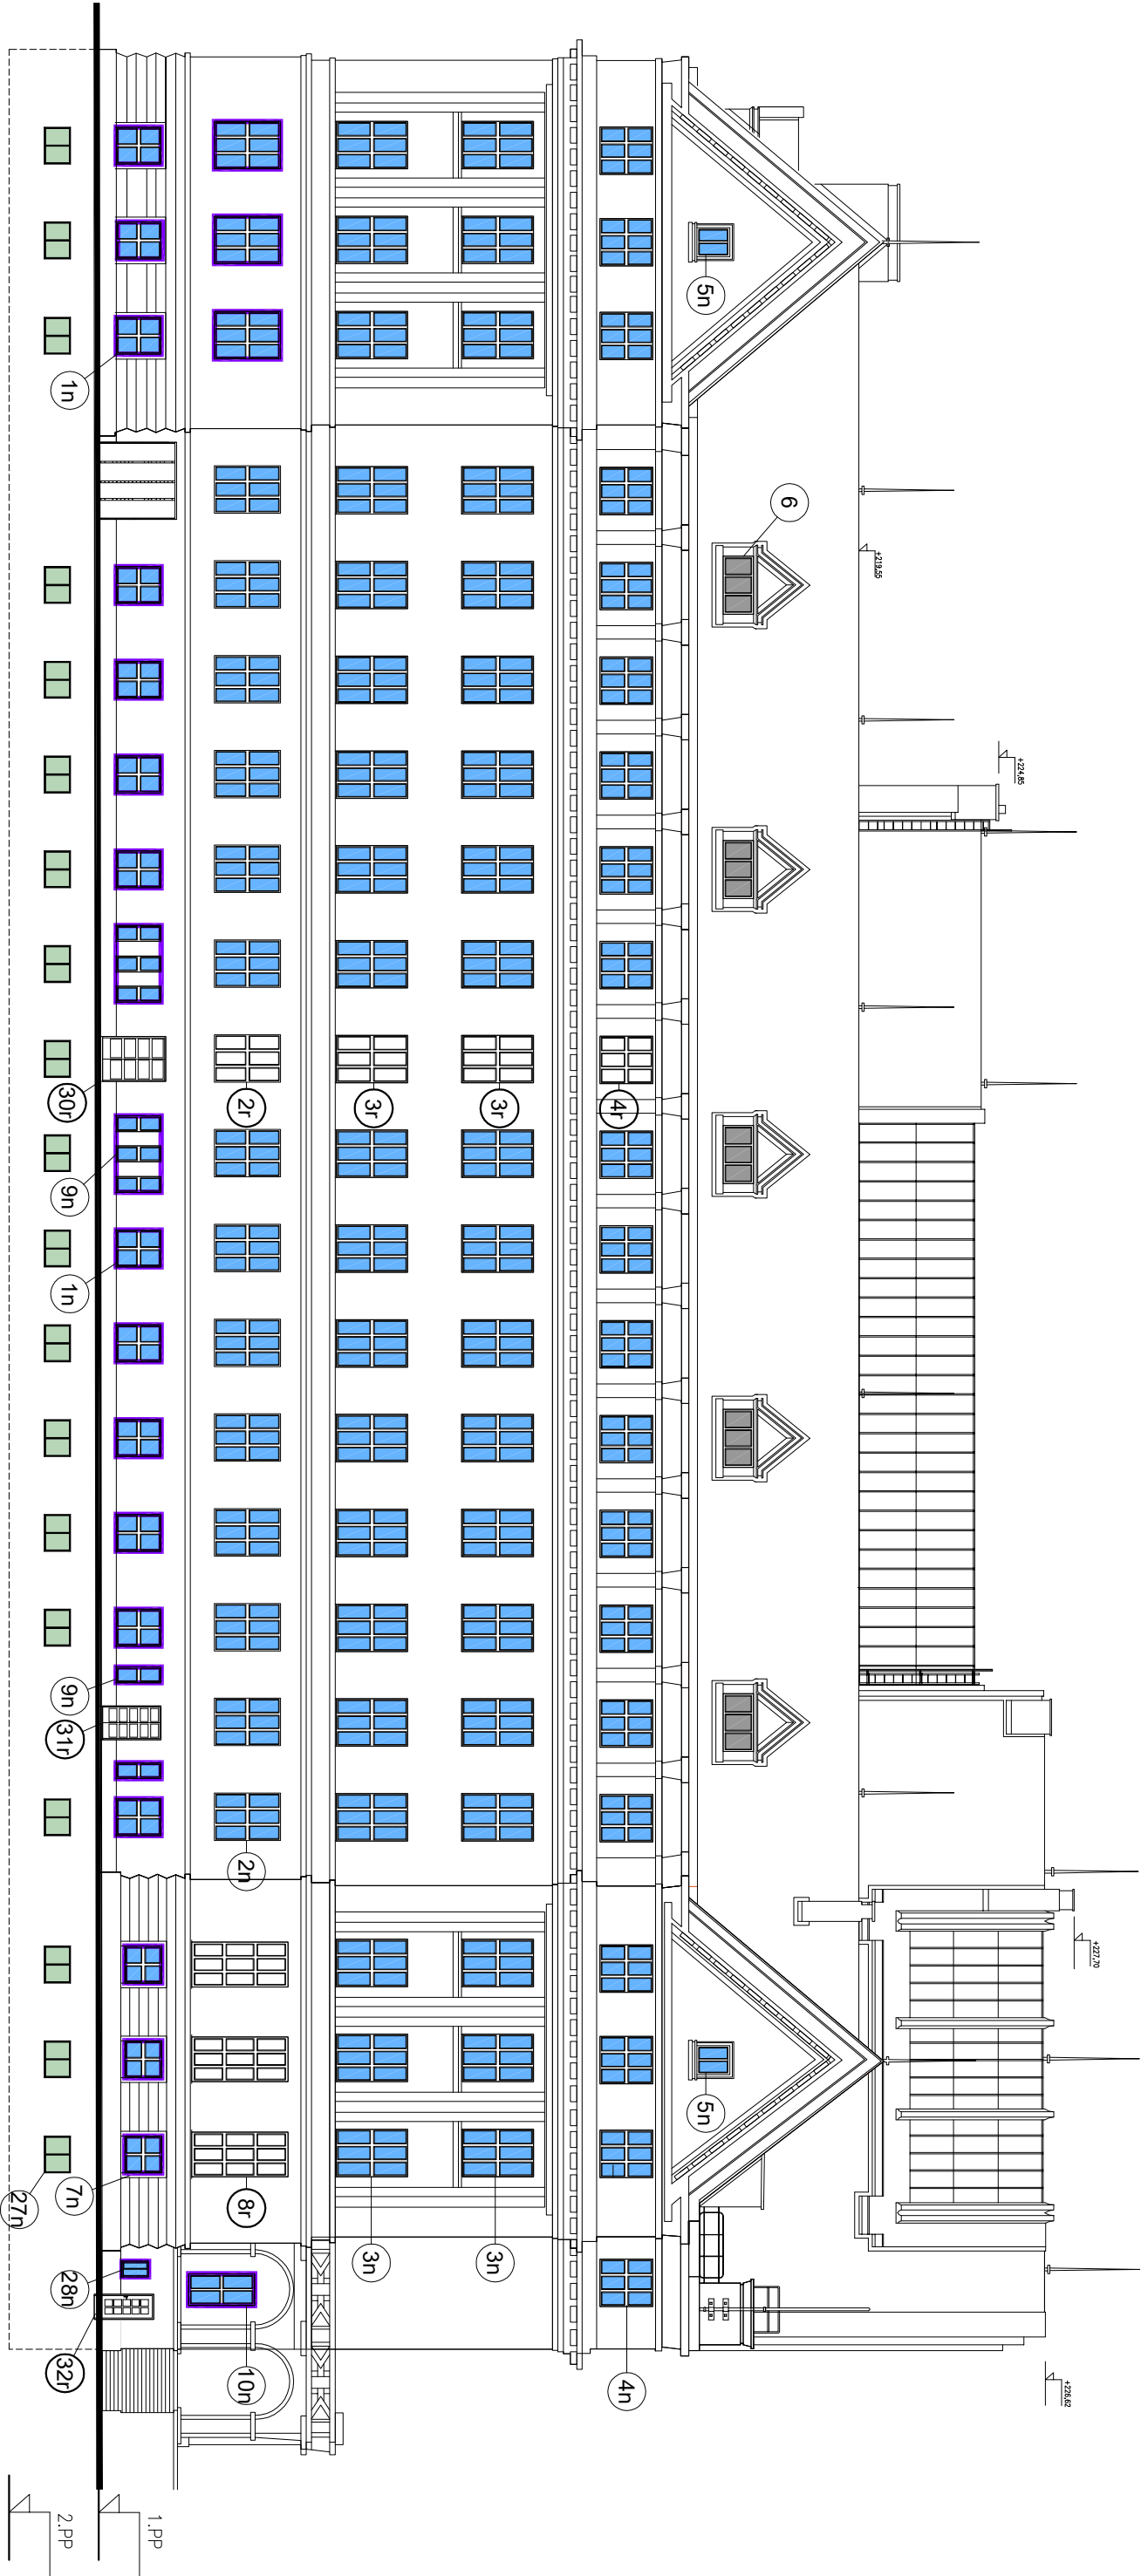 +227,70
+226,62
+224,85
+219,55
6
5n
5n
4r
4n
3r
3n
3r
3n
2r
2n
8r
10n
1n
30r
9n
1n
9n
31r
7n
28n
32r
27n
1.PP
2.PP